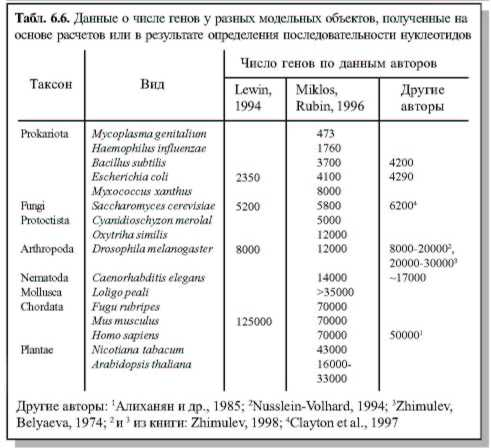 Табл. 6.6. Данные о числе генов у разных модельных объектов, полученные на
основе расчетов или в результате определения последовательности нуклеотидов
Таксон Вид Число генов по данным авторов
Lewin, 1994 Miklos, Rubin, 1996 Другие авторы
Prokariota Mycoplasma genitalium 473
Haemophilus influenzae 1760
Bacillus subtilis 3700 4200
Escherichia coli 2350 4100 4290
Myxococcus xanthus 8000
Fungi Saccharomyces cerevisiae 5200 5800 6200⁴
Protoctista Cyanidioschyzon merolal 5000
Oxytriha similis 12000
Arthropoda Drosophila melanogaster 8000 12000 8000-20000²,
20000-30000³
Nematoda Caenorhabditis elegans 14000 ~17000
Mollusca Loligo peali >35000
Chordata Fugu rubripes 70000
Mus musculus 125000 70000
Homo sapiens 70000 50000¹
Plantae Nicotiana tabacum 43000
Arabidopsis thaliana 16000-
33000
Другие авторы: ¹Алиханян и др., 1985; ²Nusslein-Volhard, 1994; ³Zhimulev,
Belyaeva, 1974; ² и ³ из книги: Zhimulev, 1998; ⁴Clayton et al., 1997